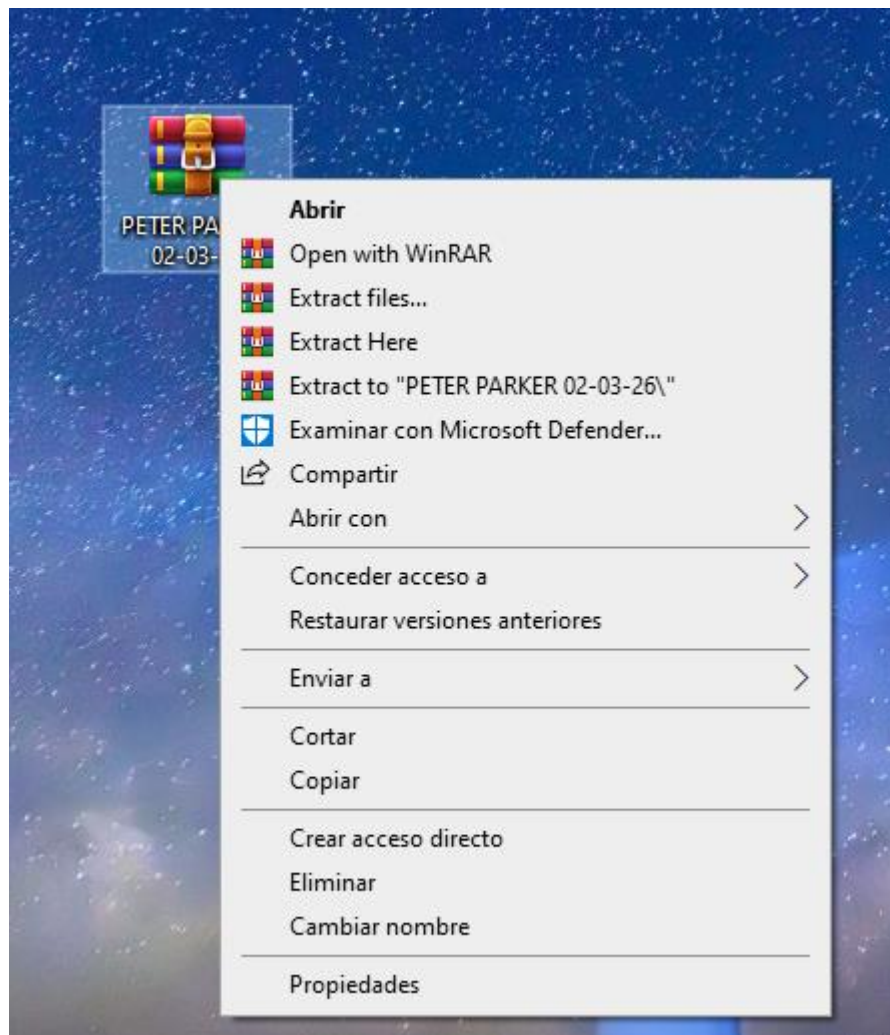 PETER PA
02-03-
Abrir
Open with WinRAR
Extract files...
Extract Here
Extract to "PETER PARKER 02-03-26\"
Examinar con Microsoft Defender...
Compartir
Abrir con
Conceder acceso a
Restaurar versiones anteriores
Enviar a
Cortar
Copiar
Crear acceso directo
Eliminar
Cambiar nombre
Propiedades